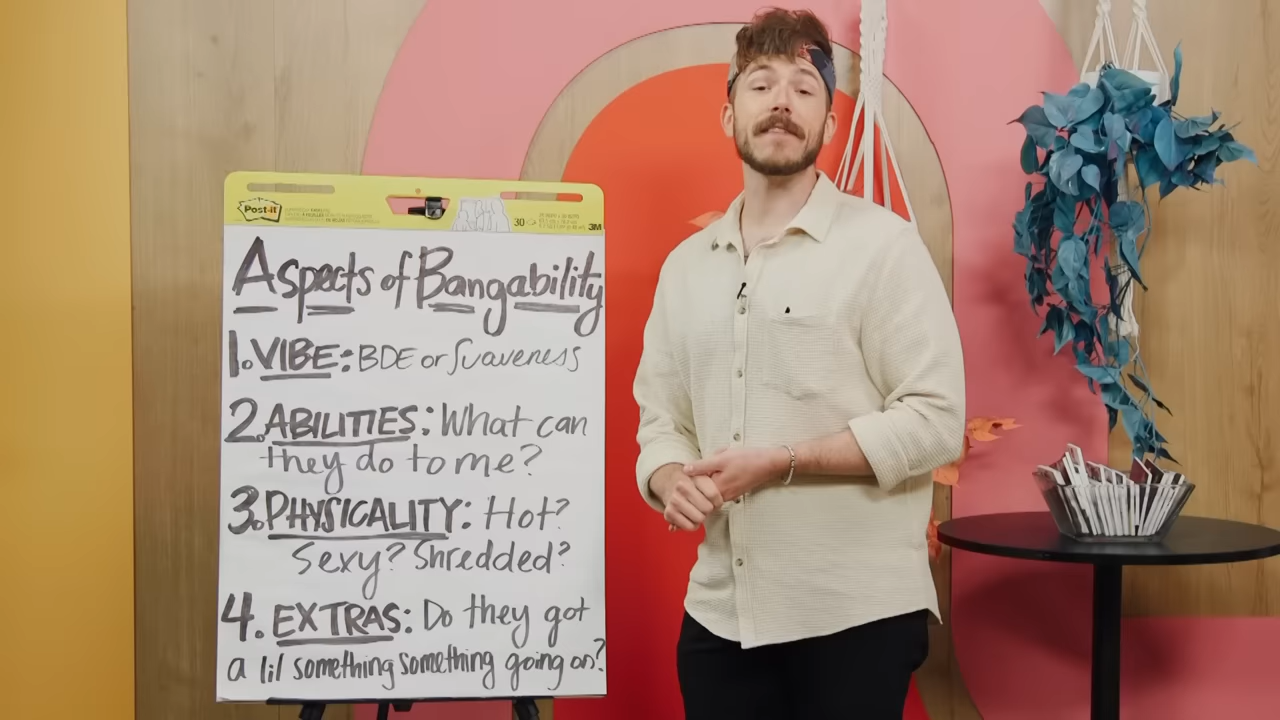 Post-it
30
3M
Aspects of Bangability
1. VIBE: BDE or Suaveness
2. ABILITIES: What can
they do to me?
3. PHYSICALITY: Hot?
Sexy? Shredded?
4. EXTRAS: Do they got
a lil something something going on?